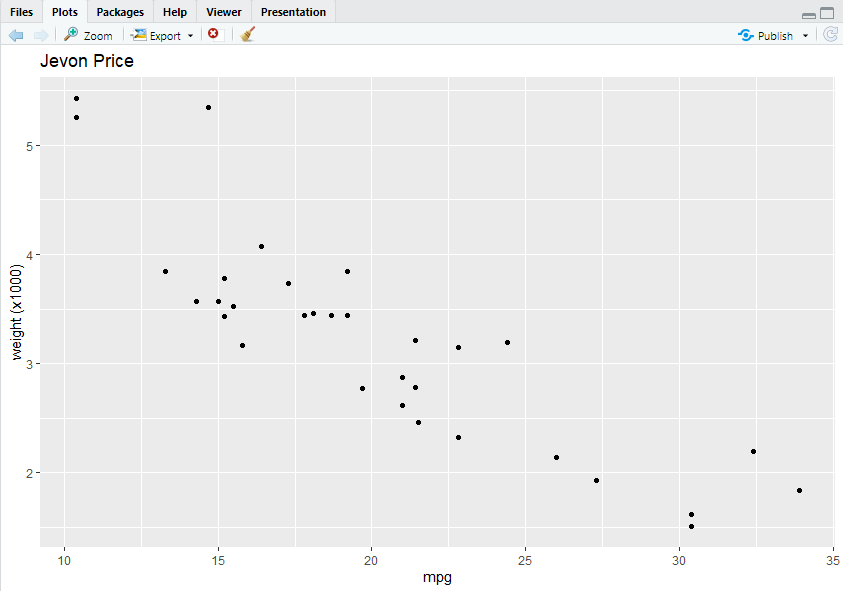 Files Plots Packages Help Viewer Presentation
Zoom Export Publish
Jevon Price
weight (x1000)
5
4
3
2
10 15 20 25 30 35
mpg